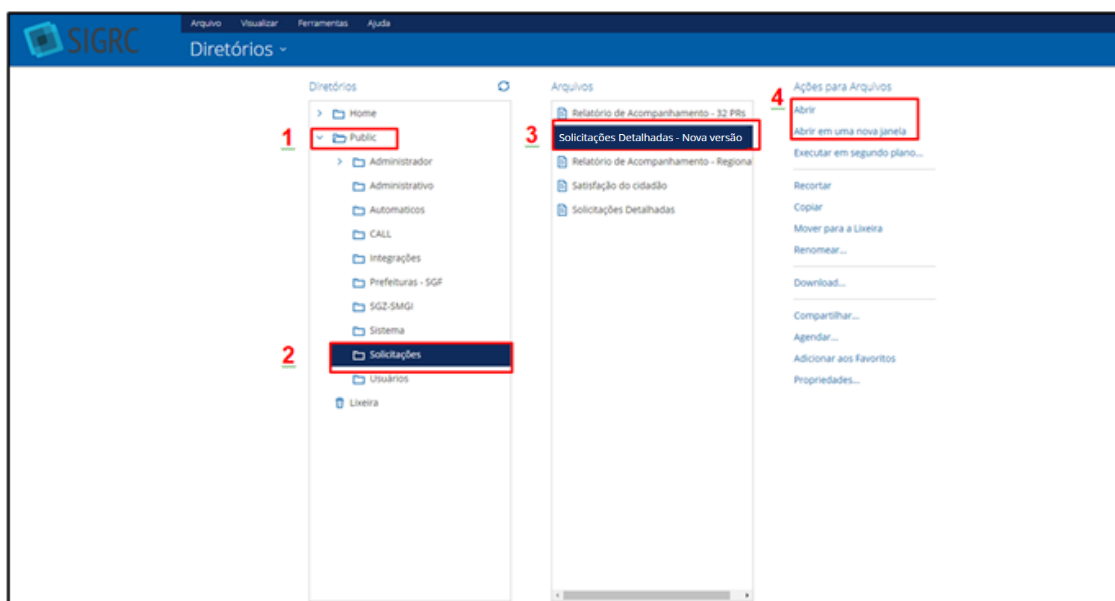 SIGRC
Arquivo Visualizar Ferramentas Ajuda
Diretórios
Diretórios
Home
1
Public
Administrador
Administrativo
Automaticos
CALL
Integrações
Prefeituras - SGF
SGZ-SMGI
Sistema
2
Solicitações
Usuários
Lixeira
Arquivos
Relatório de Acompanhamento - 32 PRs
3
Solicitações Detalhadas - Nova versão
Relatório de Acompanhamento - Regiona
Satisfação do cidadão
Solicitações Detalhadas
Ações para Arquivos
4
Abrir
Abrir em uma nova janela
Executar em segundo plano...
Recortar
Copiar
Mover para a Lixeira
Renomear...
Download...
Compartilhar...
Agendar...
Adicionar aos Favoritos
Propriedades...